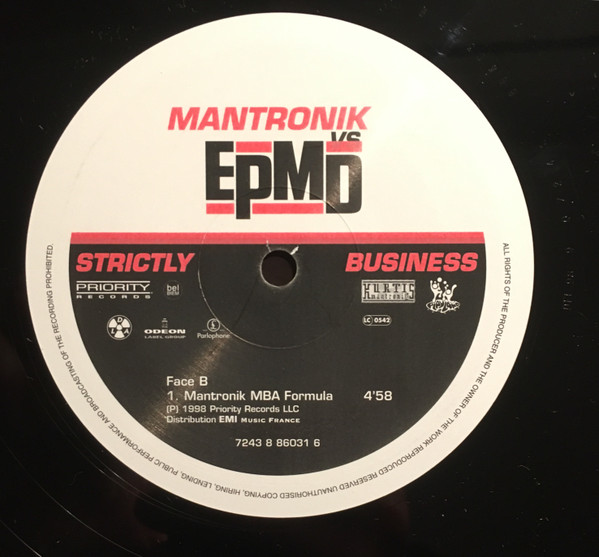 MANTRONIK
VS
EPMD
STRICTLY BUSINESS
PRIORITY
RECORDS
bel
KURTIS
MANTRONIK
ODEON
LABEL GROUP
Parlophone
LC 0542
Face B
1. Mantronik MBA Formula 4'58
(P) 1998 Priority Records LLC
Distribution EMI MUSIC FRANCE
7243 8 86031 6
ALL RIGHTS OF THE PRODUCER AND THE OWNER OF THE WORK REPRODUCED RESERVED UNAUTHORISED COPYING, HIRING, LENDING, PUBLIC PERFORMANCE AND BROADCASTING OF THE RECORDING PROHIBITED.